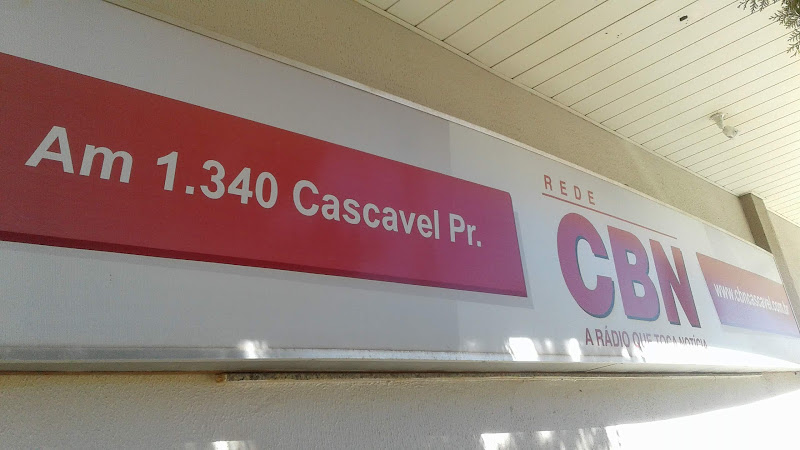 Am 1.340 Cascavel Pr.
REDE
CBN
A RÁDIO QUE TOCA NOTÍCIA
www.cbncascavel.com.br